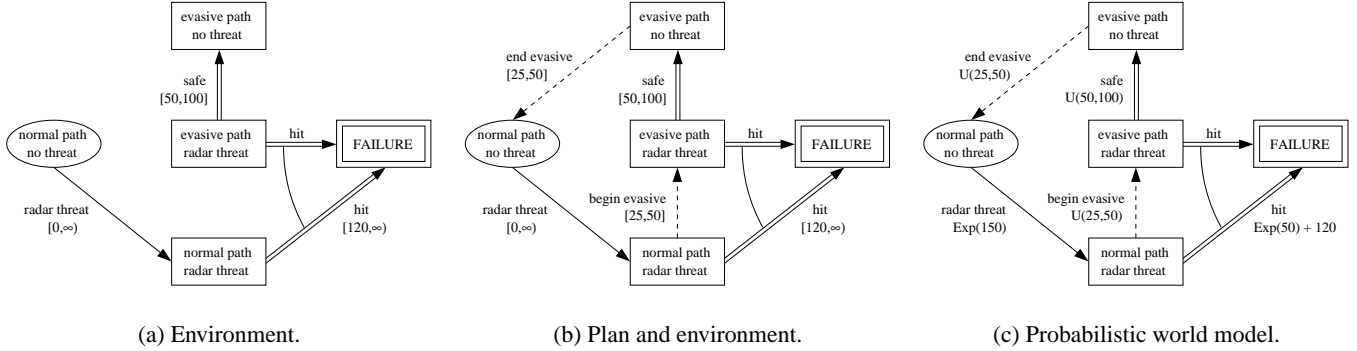 evasive path
no threat
safe
[50,100]
normal path
no threat
evasive path
radar threat
hit
FAILURE
radar threat
[0,∞)
hit
[120,∞)
normal path
radar threat
(a) Environment.
evasive path
no threat
end evasive
[25,50]
safe
[50,100]
normal path
no threat
evasive path
radar threat
hit
FAILURE
radar threat
[0,∞)
begin evasive
[25,50]
hit
[120,∞)
normal path
radar threat
(b) Plan and environment.
evasive path
no threat
end evasive
U(25,50)
safe
U(50,100)
normal path
no threat
evasive path
radar threat
hit
FAILURE
radar threat
Exp(150)
begin evasive
U(25,50)
hit
Exp(50) + 120
normal path
radar threat
(c) Probabilistic world model.